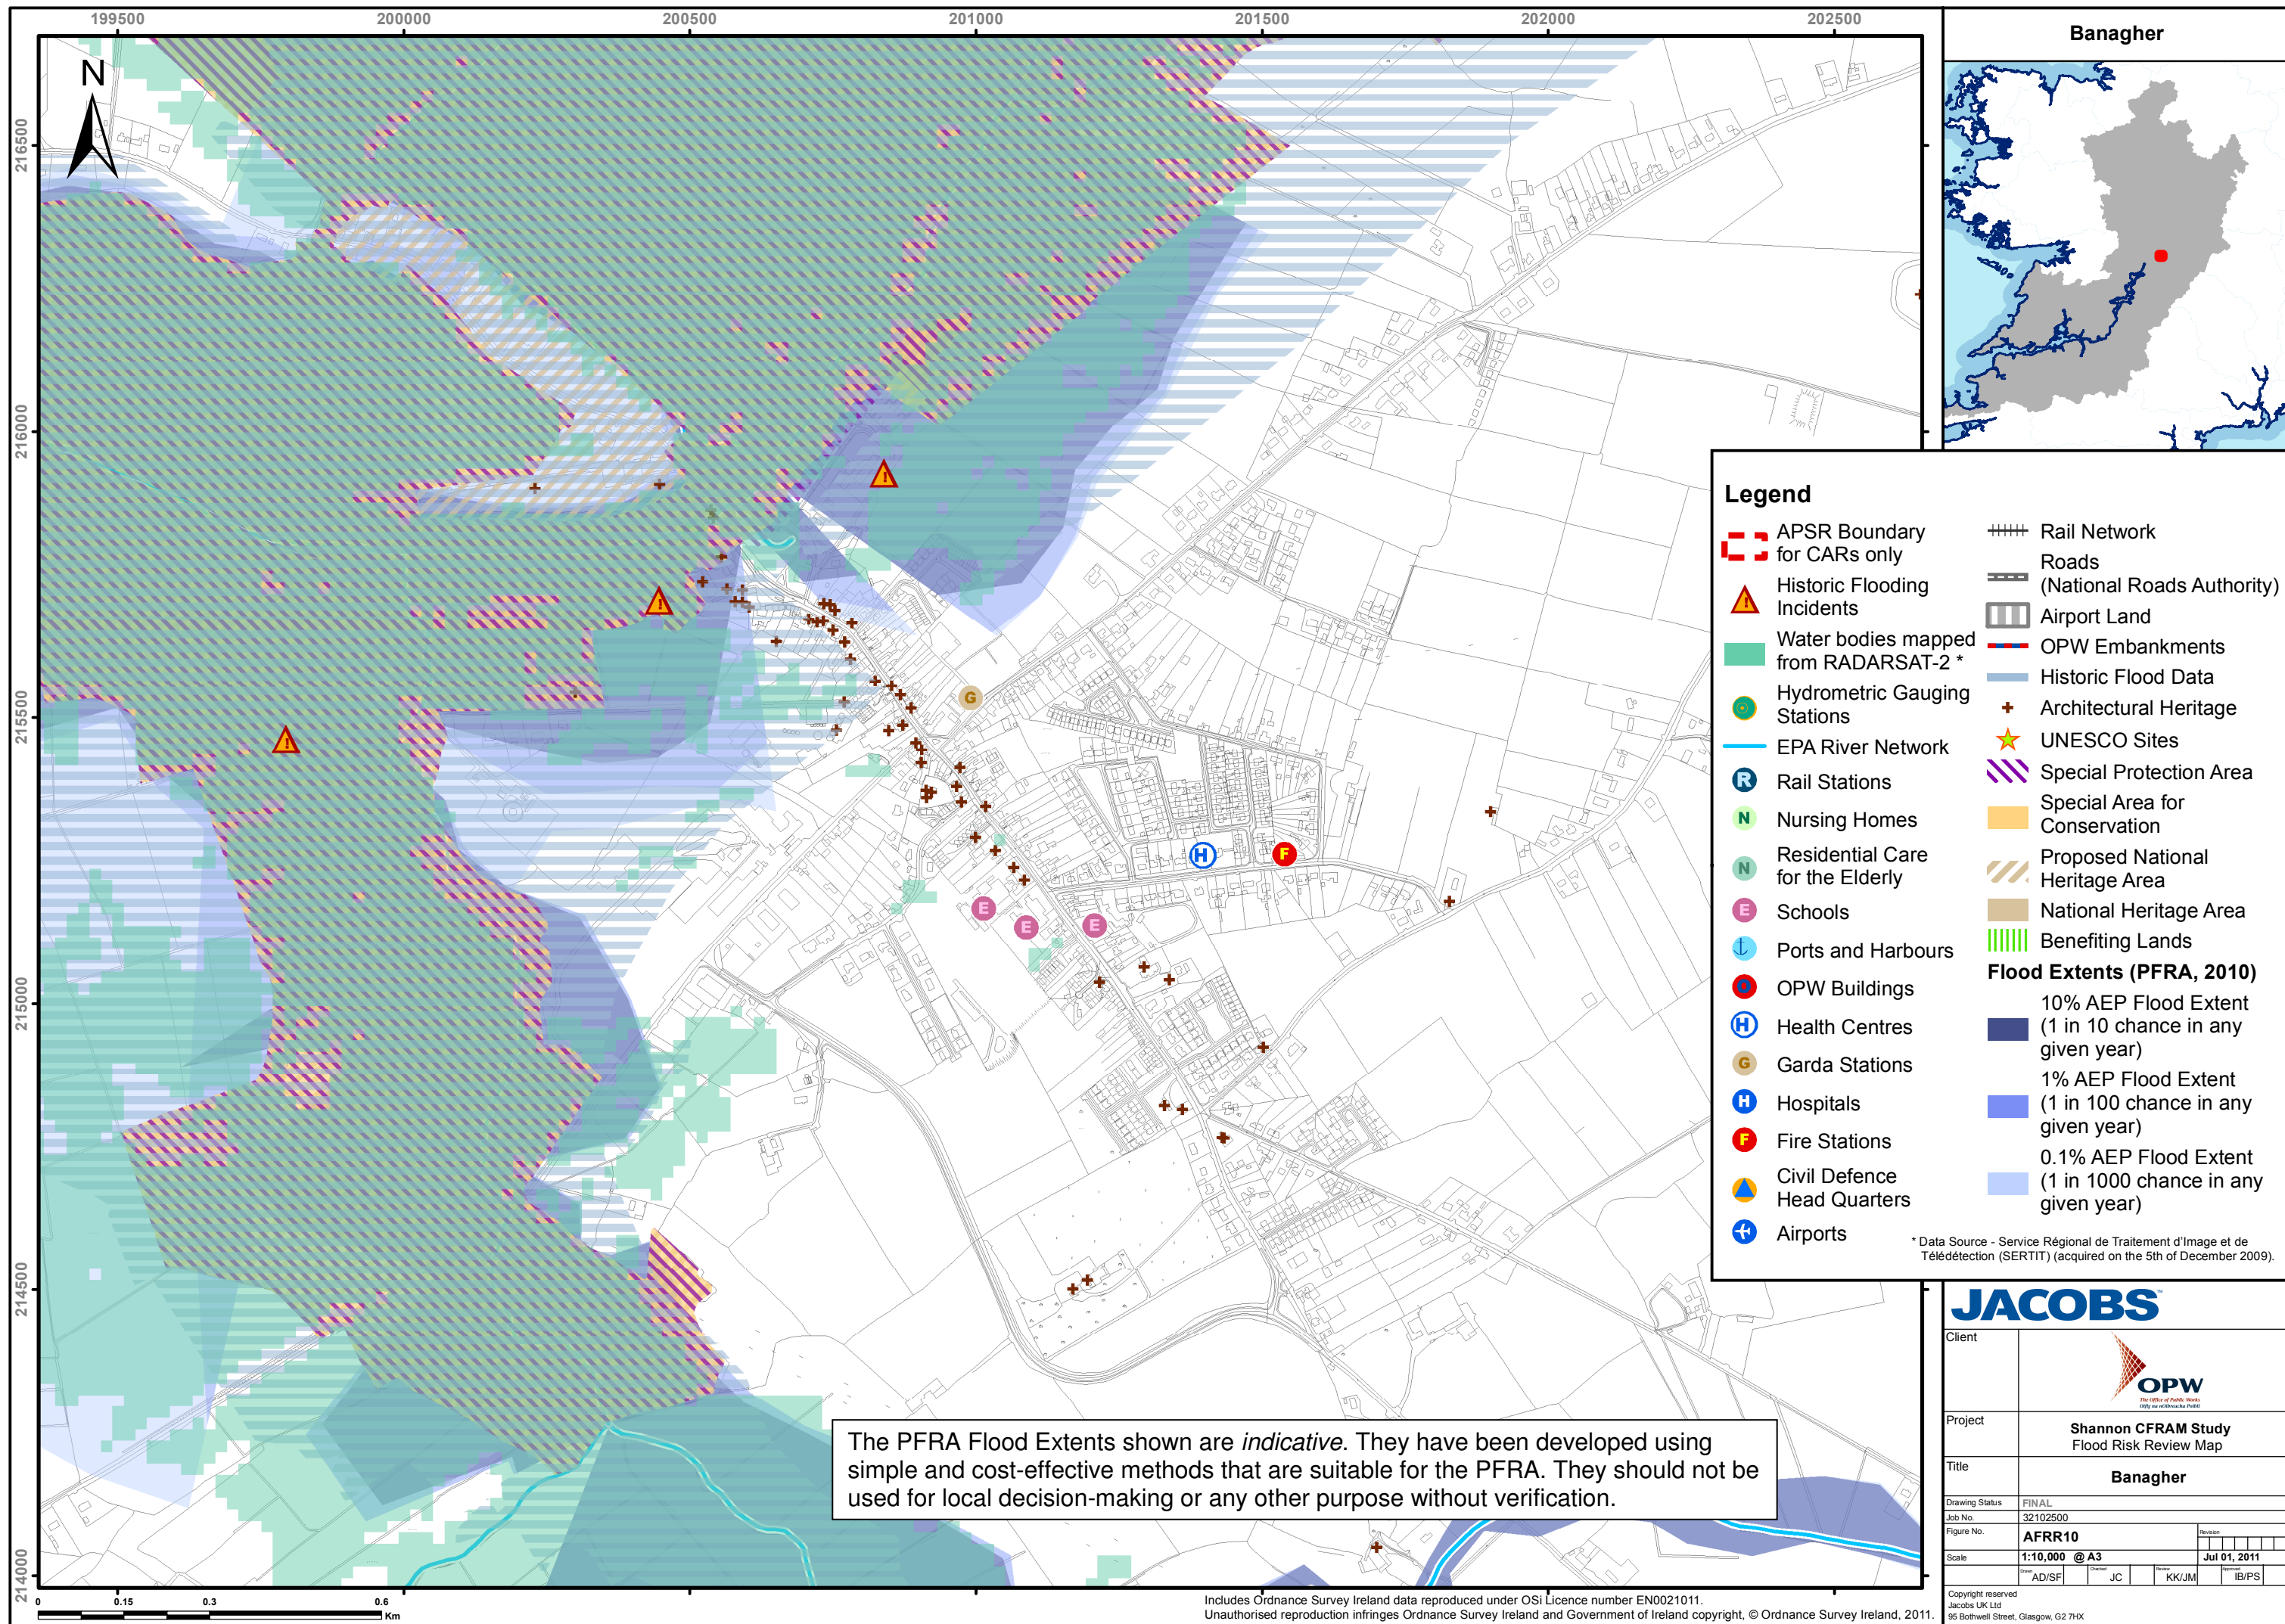 199500 200000 200500 201000 201500 202000 202500
216500
216000
215500
215000
214500
214000
N
G
H
F
E
E
E
The PFRA Flood Extents shown are indicative. They have been developed using
simple and cost-effective methods that are suitable for the PFRA. They should not be
used for local decision-making or any other purpose without verification.
0 0.15 0.3 0.6
Km
Includes Ordnance Survey Ireland data reproduced under OSi Licence number EN0021011.
Unauthorised reproduction infringes Ordnance Survey Ireland and Government of Ireland copyright, © Ordnance Survey Ireland, 2011.
Banagher
Legend
APSR Boundary
for CARs only
Historic Flooding
Incidents
Water bodies mapped
from RADARSAT-2 *
Hydrometric Gauging
Stations
EPA River Network
R Rail Stations
N Nursing Homes
N Residential Care
for the Elderly
E Schools
Ports and Harbours
OPW Buildings
H Health Centres
G Garda Stations
H Hospitals
F Fire Stations
Civil Defence
Head Quarters
Airports
Rail Network
Roads
(National Roads Authority)
Airport Land
OPW Embankments
Historic Flood Data
Architectural Heritage
UNESCO Sites
Special Protection Area
Special Area for
Conservation
Proposed National
Heritage Area
National Heritage Area
Benefiting Lands
Flood Extents (PFRA, 2010)
10% AEP Flood Extent
(1 in 10 chance in any
given year)
1% AEP Flood Extent
(1 in 100 chance in any
given year)
0.1% AEP Flood Extent
(1 in 1000 chance in any
given year)
* Data Source - Service Régional de Traitement d'Image et de
Télédétection (SERTIT) (acquired on the 5th of December 2009).
JACOBS
Client
OPW
The Office of Public Works
Oifig na nOibreacha Poiblí
Project
Shannon CFRAM Study
Flood Risk Review Map
Title
Banagher
Drawing Status FINAL
Job No. 32102500
Figure No. AFRR10 Revision
Scale 1:10,000 @ A3 Jul 01, 2011
Drawn AD/SF Checked JC Review KK/JM Approved IB/PS
Copyright reserved
Jacobs UK Ltd
95 Bothwell Street, Glasgow, G2 7HX